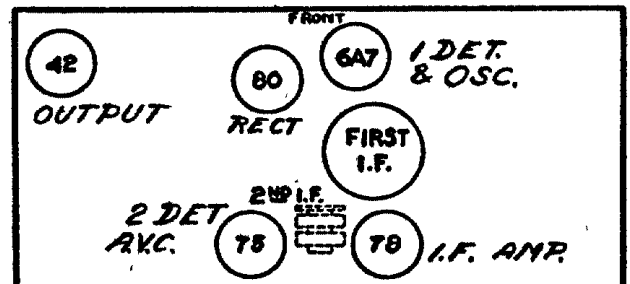 FRONT
42
OUTPUT
80
RECT
6A7
1 DET.
& OSC.
FIRST
I.F.
2ND I.F.
2 DET
A.V.C.
75
78
I.F. AMP.